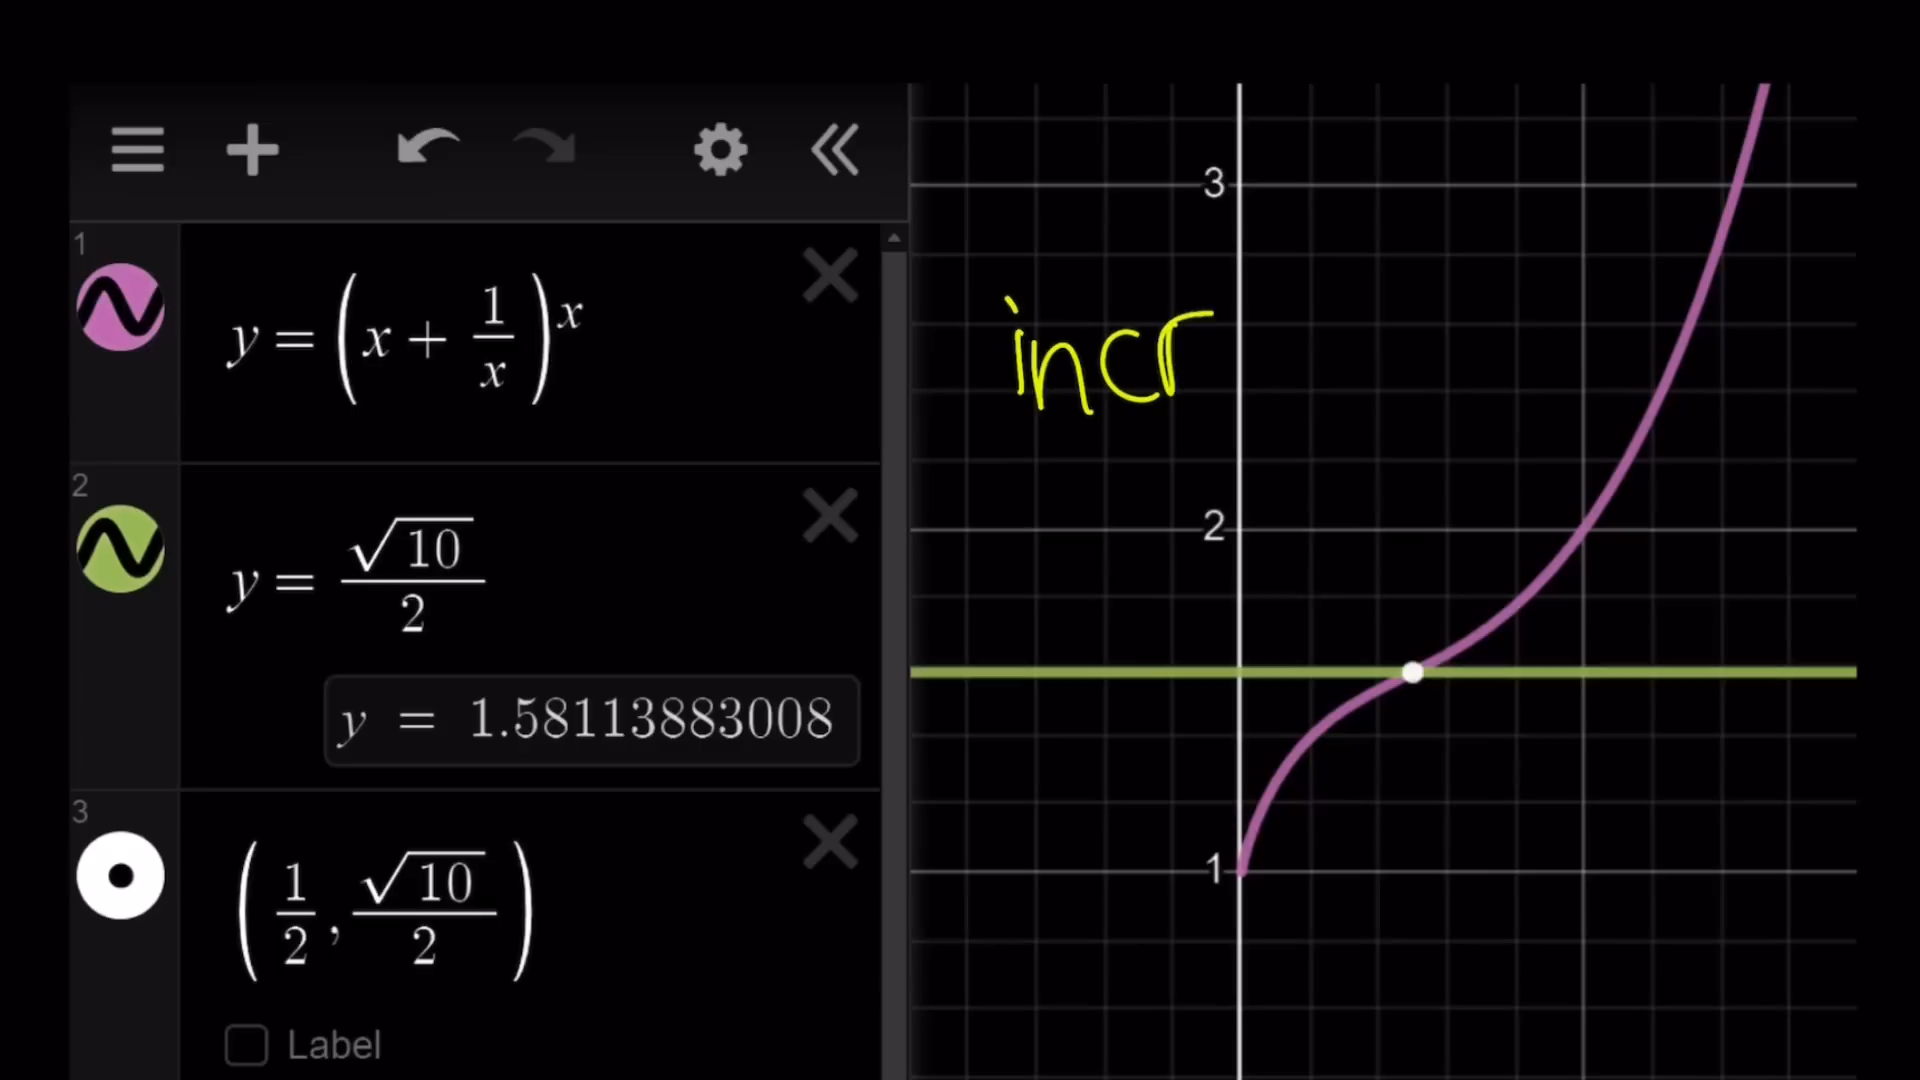 1
y = (x + 1/x)^x
2
y = √10/2
y = 1.58113883008
3
(1/2, √10/2)
Label
incr
3
2
1